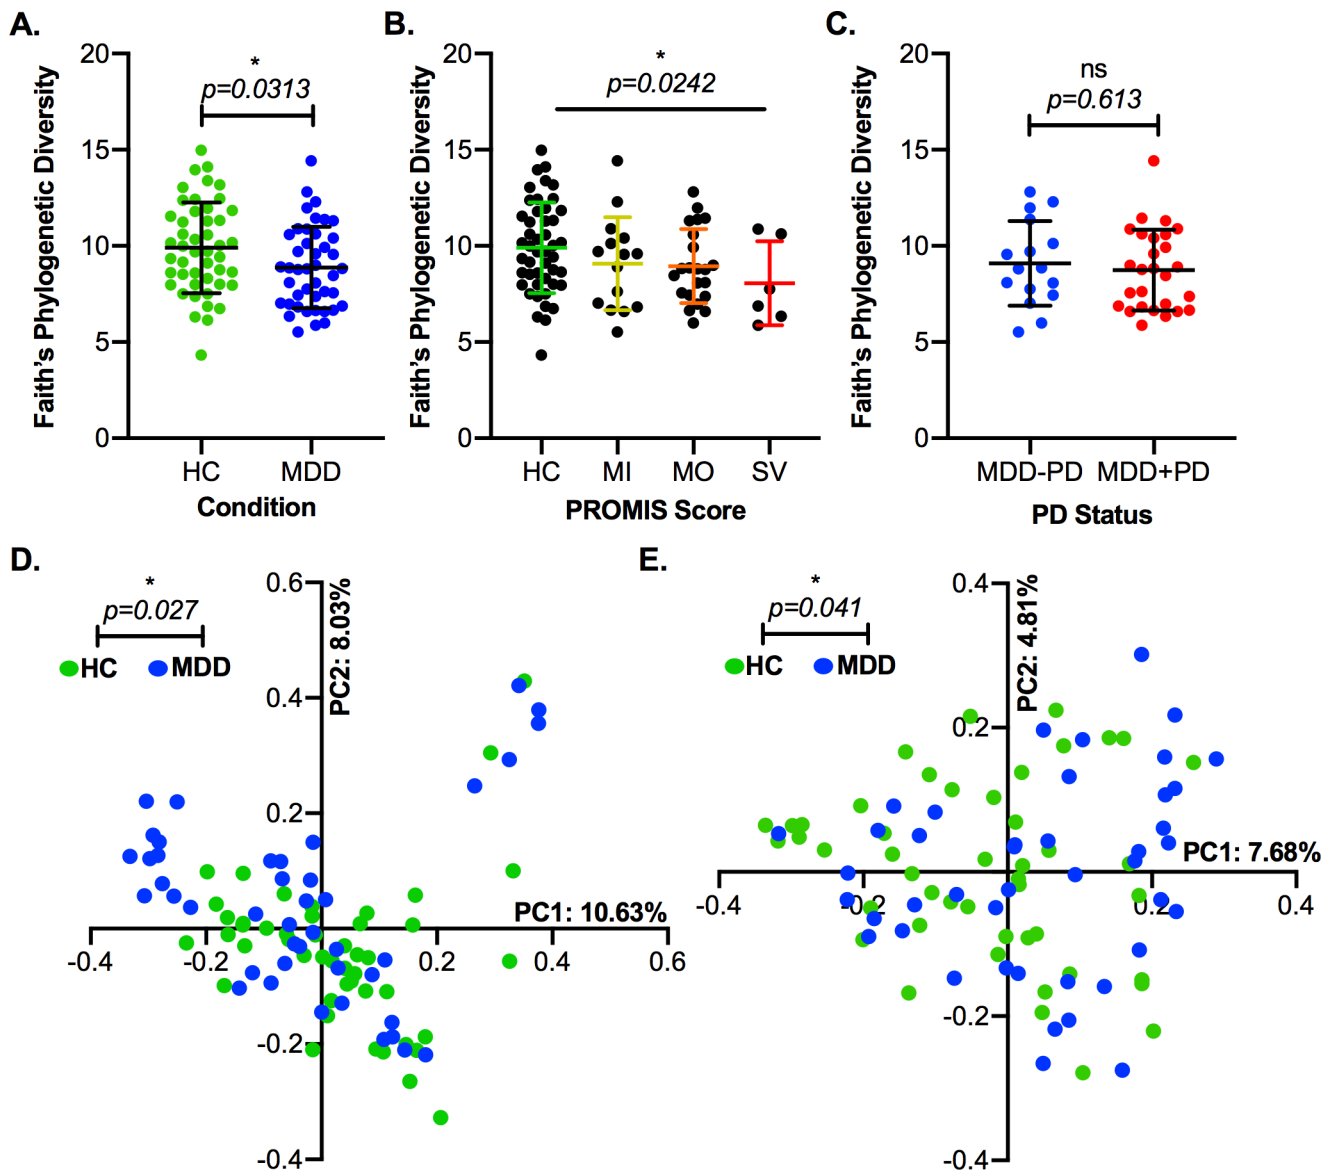 A.
Faith's Phylogenetic Diversity
20
15
10
5
0
*
p=0.0313
HC MDD
Condition
B.
Faith's Phylogenetic Diversity
20
15
10
5
0
*
p=0.0242
HC MI MO SV
PROMIS Score
C.
Faith's Phylogenetic Diversity
20
15
10
5
0
ns
p=0.613
MDD-PD MDD+PD
PD Status
D.
*
p=0.027
HC MDD
PC2: 8.03%
0.6
0.4
0.2
-0.2
-0.4
PC1: 10.63%
-0.4 -0.2 0.2 0.4 0.6
E.
*
p=0.041
HC MDD
PC2: 4.81%
0.4
0.2
-0.2
-0.4
PC1: 7.68%
-0.4 -0.2 0.2 0.4